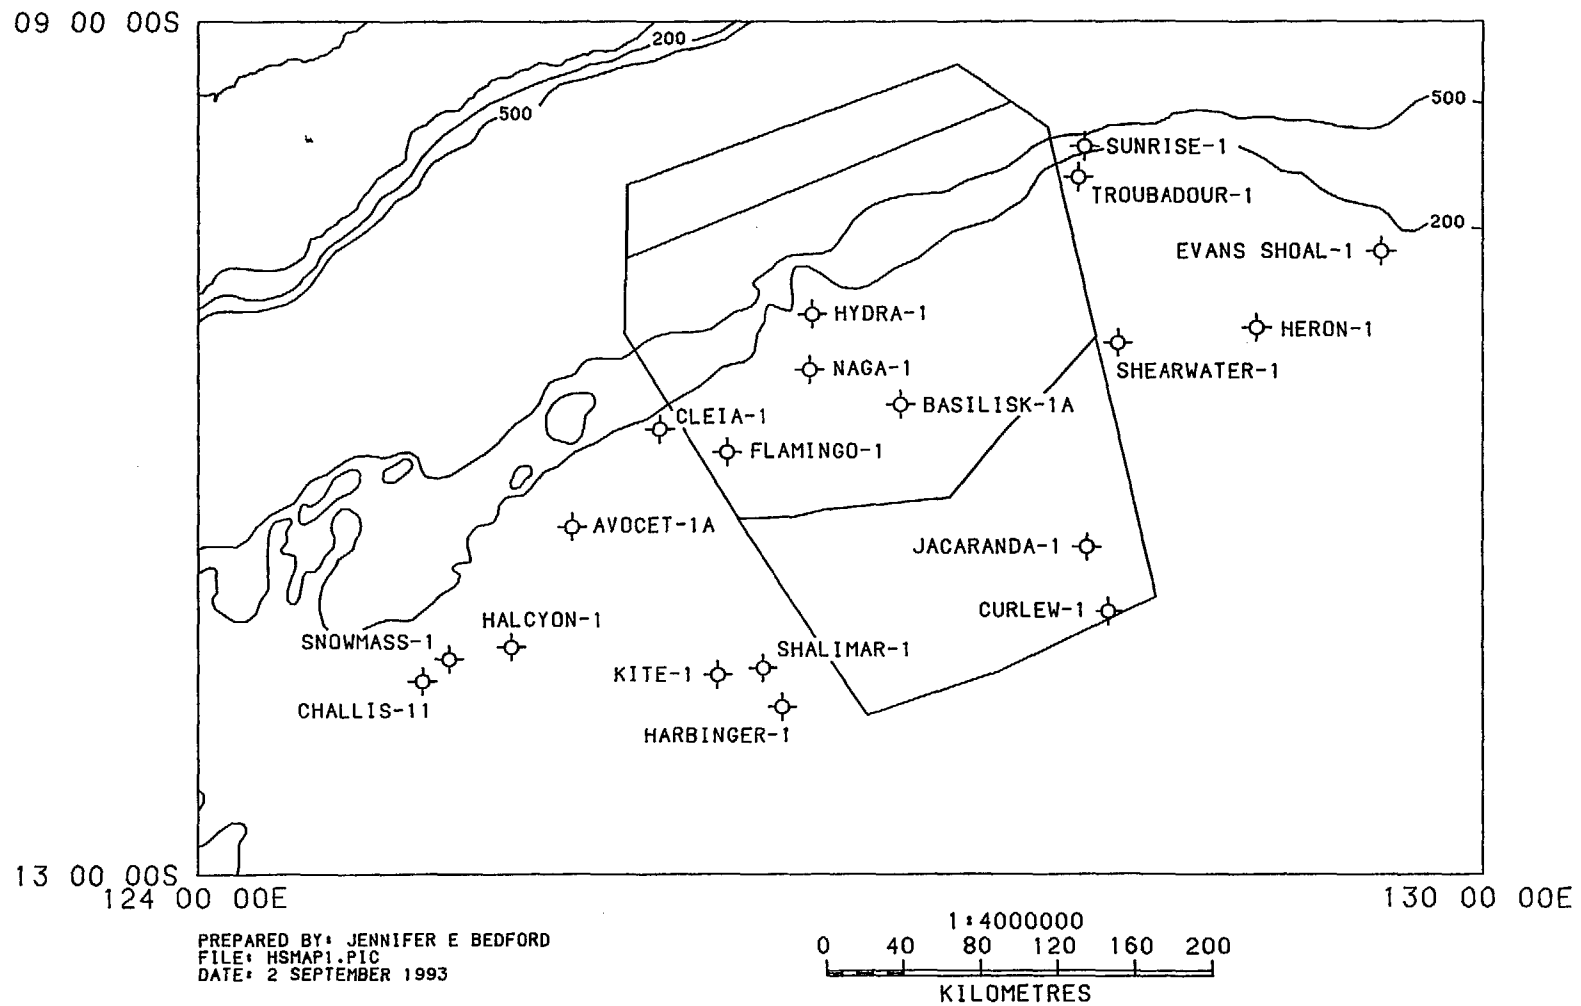 09 00 00S
200
500
500
SUNRISE-1
TROUBADOUR-1
200
EVANS SHOAL-1
HYDRA-1
HERON-1
NAGA-1
SHEARWATER-1
BASILISK-1A
CLEIA-1
FLAMINGO-1
AVOCET-1A
JACARANDA-1
CURLEW-1
HALCYON-1
SNOWMASS-1
SHALIMAR-1
KITE-1
CHALLIS-11
HARBINGER-1
13 00 00S
124 00 00E
130 00 00E
1:4000000
0 40 80 120 160 200
KILOMETRES
PREPARED BY: JENNIFER E BEDFORD
FILE: HSMAP1.PIC
DATE: 2 SEPTEMBER 1993